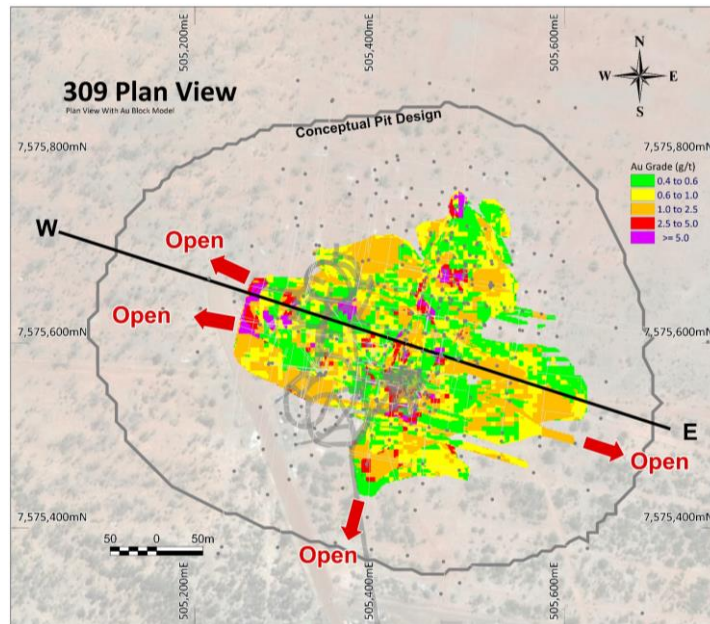 505,200mE
505,400mE
505,600mE
N
W E
S
309 Plan View
Plan View With Au Block Model
Conceptual Pit Design
7,575,800mN
7,575,800mN
Au Grade (g/t)
0.4 to 0.6
0.6 to 1.0
1.0 to 2.5
2.5 to 5.0
>= 5.0
W
Open
Open
7,575,600mN
7,575,600mN
E
Open
7,575,400mN
7,575,400mN
50 0 50m
Open
505,200mE
505,400mE
505,600mE